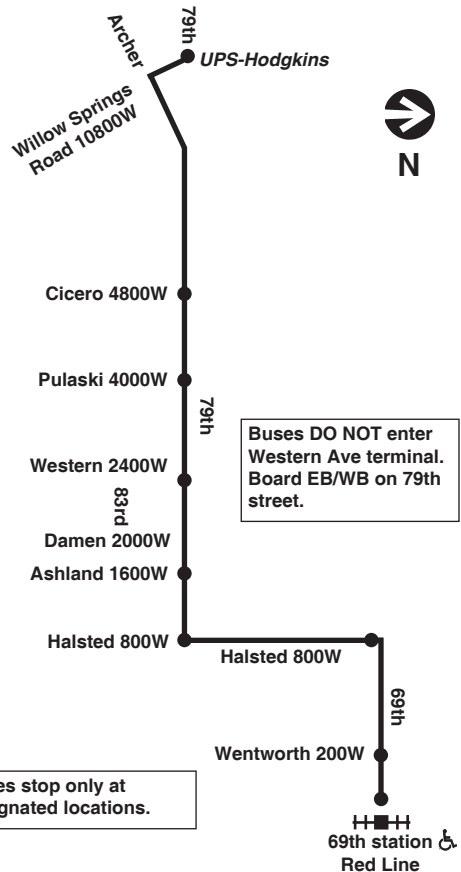 79th
Archer
UPS-Hodgkins
Willow Springs
Road 10800W
N
Cicero 4800W
Pulaski 4000W
79th
Buses DO NOT enter
Western Ave terminal.
Board EB/WB on 79th
street.
Western 2400W
83rd
Damen 2000W
Ashland 1600W
Halsted 800W
Halsted 800W
69th
Wentworth 200W
stop only at
locations.
69th station
Red Line